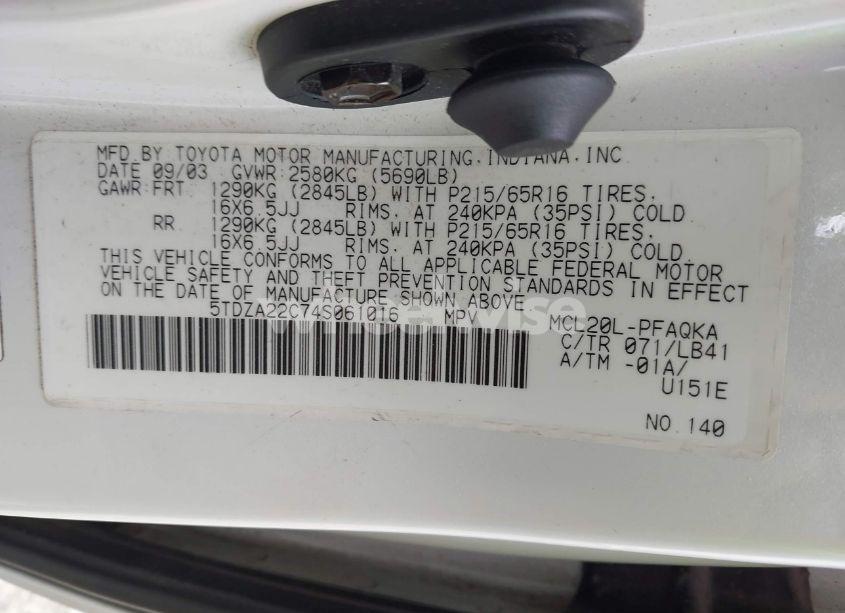 MFD.BY TOYOTA MOTOR MANUFACTURING,INDIANA,INC
DATE 09/03 GVWR:2580KG (5690LB)
GAWR:FRT 1290KG (2845LB) WITH P215/65R16 TIRES.
16X6.5JJ RIMS. AT 240KPA (35PSI) COLD
RR 1290KG (2845LB) WITH P215/65R16 TIRES.
16X6.5JJ RIMS. AT 240KPA (35PSI) COLD.
THIS VEHICLE CONFORMS TO ALL APPLICABLE FEDERAL MOTOR
VEHICLE SAFETY AND THEFT PREVENTION STANDARDS IN EFFECT
ON THE DATE OF MANUFACTURE SHOWN ABOVE.
5TDZA22C74S061016 MPV
MCL20L-PFAQKA
C/TR 071/LB41
A/TM -01A/
U151E
NO.140
wheelwise